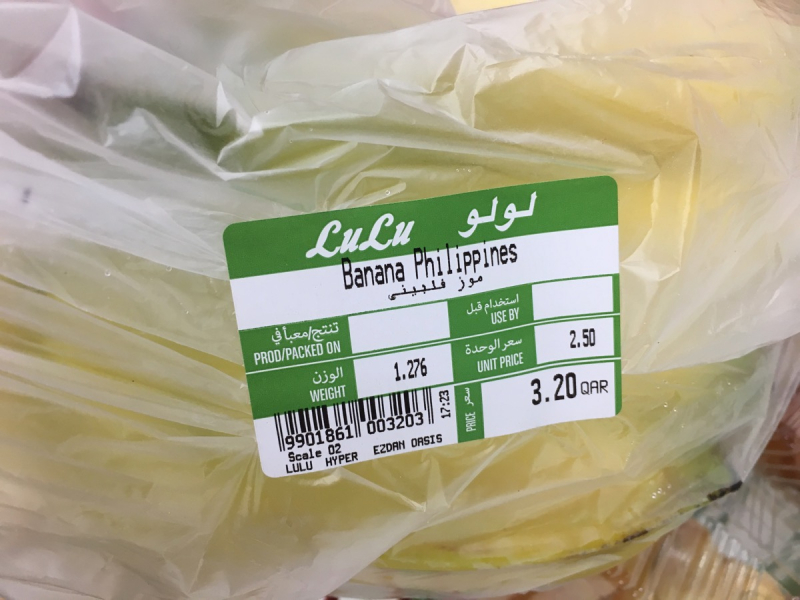 LuLu لولو
Banana Philippines
موز فلبيني
تنتج/معبأ في
PROD/PACKED ON
استخدام قبل
USE BY
الوزن
WEIGHT
1.276
سعر الوحدة
UNIT PRICE
2.50
9901861 003203
17:23
سعر PRICE
3.20 QAR
Scale 02
LULU HYPER EZDAN OASIS